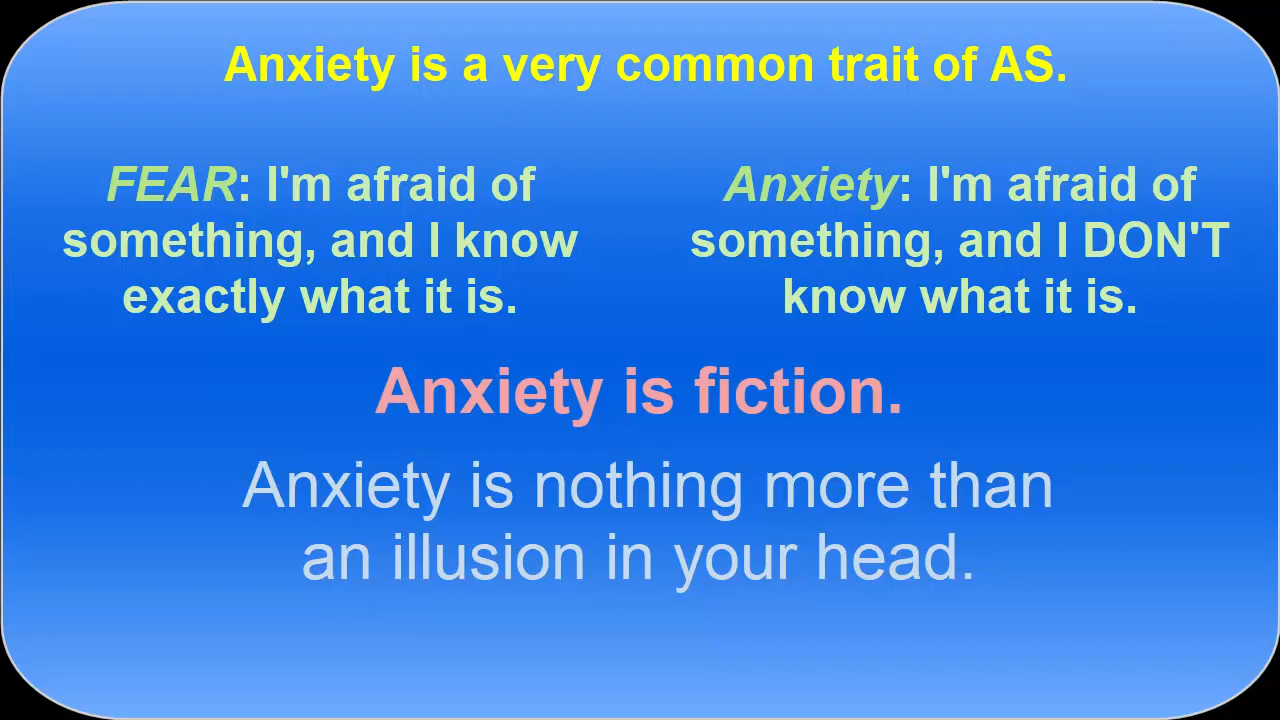 Anxiety is a very common trait of AS.
FEAR: I'm afraid of
something, and I know
exactly what it is.
Anxiety: I'm afraid of
something, and I DON'T
know what it is.
Anxiety is fiction.
Anxiety is nothing more than
an illusion in your head.